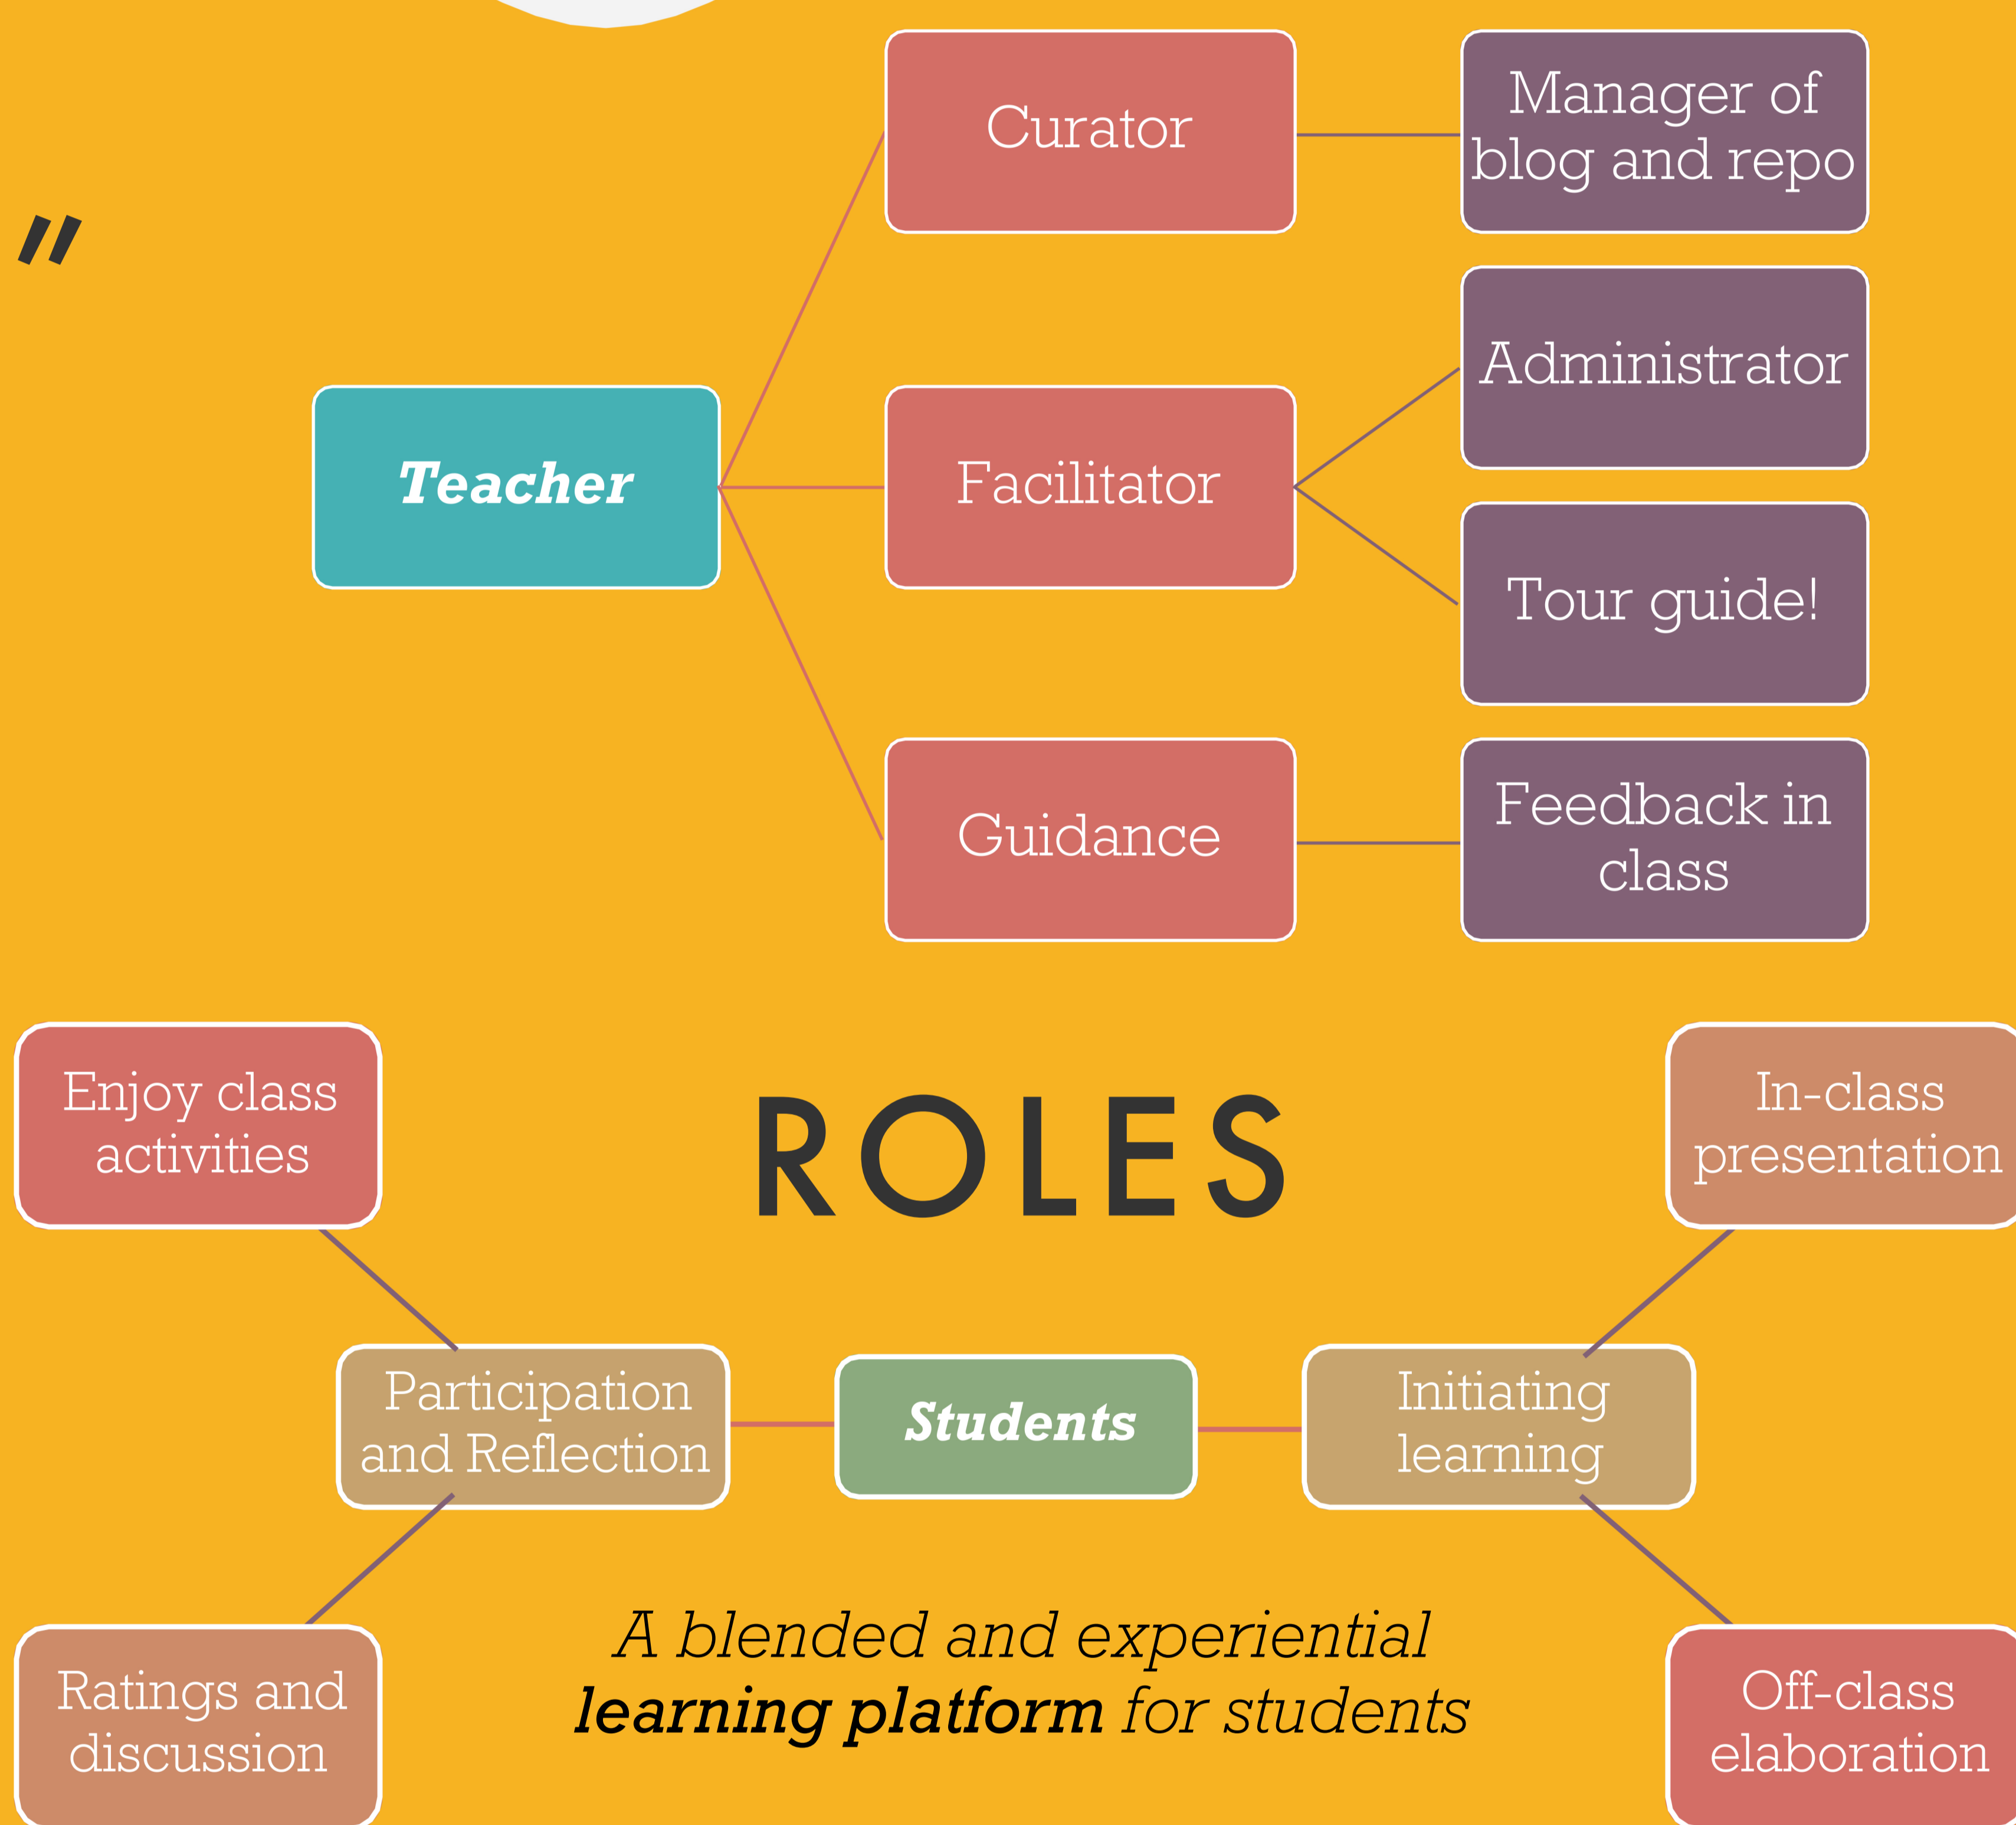 Curator
Manager of
blog and repo
"
Teacher
Facilitator
Administrator
Tour guide!
Guidance
Feedback in
class
ROLES
Enjoy class
activities
In-class
presentation
Participation
and Reflection
Students
Initiating
learning
Ratings and
discussion
A blended and experiential
learning platform for students
Off-class
elaboration